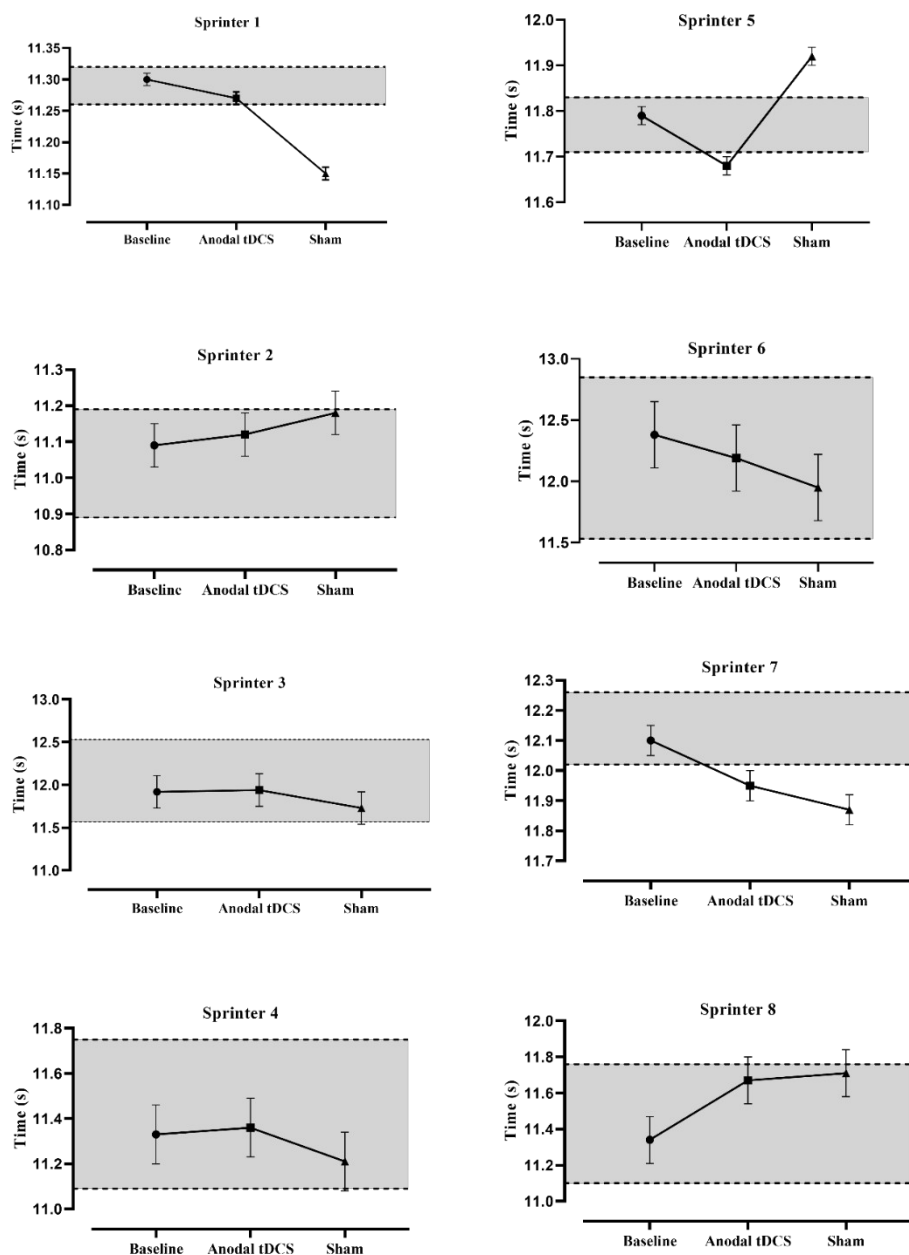 Sprinter 1
Time (s)
11.35
11.30
11.25
11.20
11.15
11.10
Baseline Anodal tDCS Sham
Sprinter 5
Time (s)
12.0
11.9
11.8
11.7
11.6
Baseline Anodal tDCS Sham
Sprinter 2
Time (s)
11.3
11.2
11.1
11.0
10.9
10.8
Baseline Anodal tDCS Sham
Sprinter 6
Time (s)
13.0
12.5
12.0
11.5
Baseline Anodal tDCS Sham
Sprinter 3
Time (s)
13.0
12.5
12.0
11.5
11.0
Baseline Anodal tDCS Sham
Sprinter 7
Time (s)
12.3
12.2
12.1
12.0
11.9
11.8
11.7
Baseline Anodal tDCS Sham
Sprinter 4
Time (s)
11.8
11.6
11.4
11.2
11.0
Baseline Anodal tDCS Sham
Sprinter 8
Time (s)
12.0
11.8
11.6
11.4
11.2
11.0
Baseline Anodal tDCS Sham